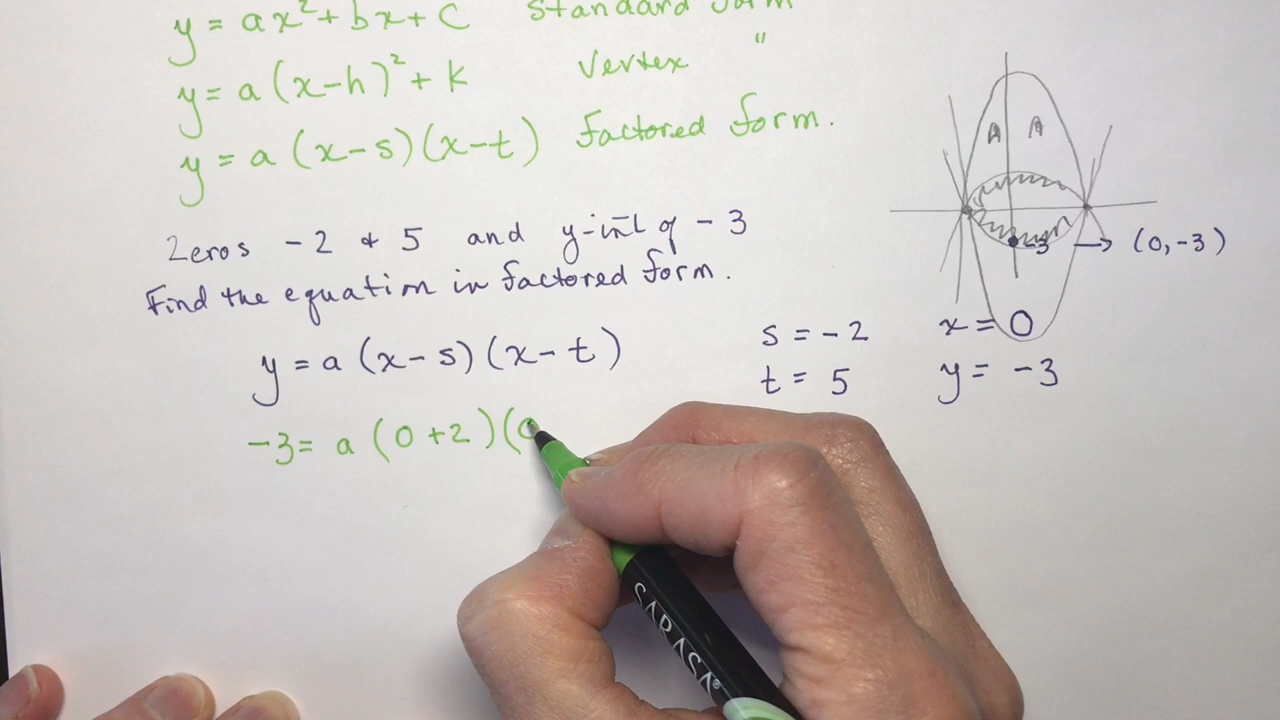 y = ax² + bx + c standard form
y = a(x-h)² + k vertex "
y = a(x-s)(x-t) factored form.
A A
Zeros -2 & 5 and y-int of -3
-3 → (0,-3)
Find the equation in factored form.
y = a(x-s)(x-t) s = -2 x = 0
t = 5 y = -3
-3 = a(0+2)(0
SARASA